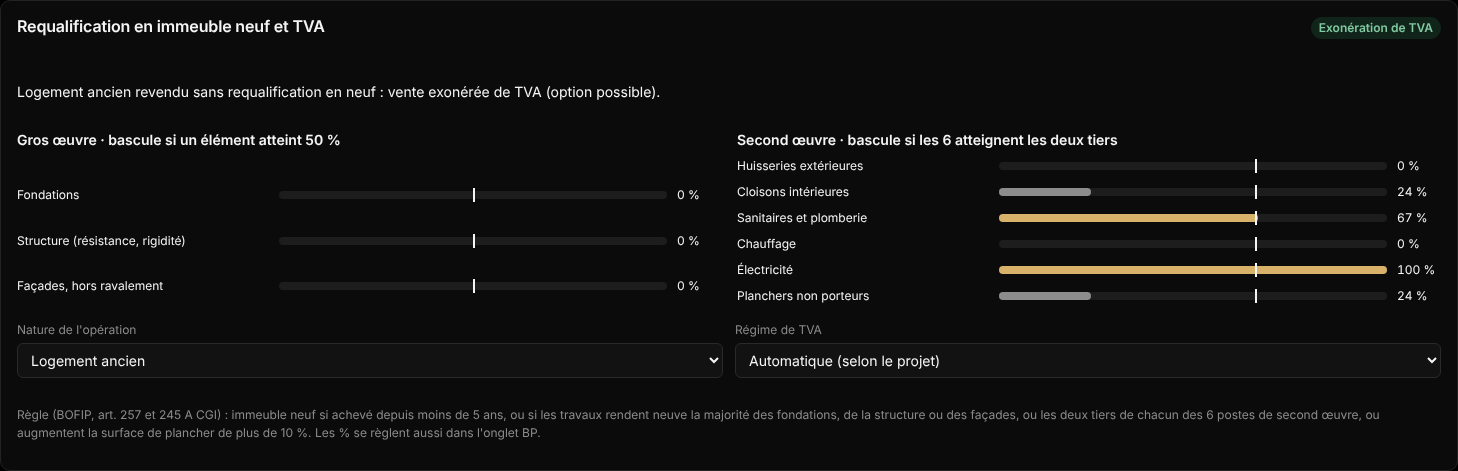 Requalification en immeuble neuf et TVA
Exonération de TVA
Logement ancien revendu sans requalification en neuf : vente exonérée de TVA (option possible).
Gros œuvre · bascule si un élément atteint 50 %
Fondations 0 %
Structure (résistance, rigidité) 0 %
Façades, hors ravalement 0 %
Second œuvre · bascule si les 6 atteignent les deux tiers
Huisseries extérieures 0 %
Cloisons intérieures 24 %
Sanitaires et plomberie 67 %
Chauffage 0 %
Électricité 100 %
Planchers non porteurs 24 %
Nature de l'opération
Logement ancien
Régime de TVA
Automatique (selon le projet)
Règle (BOFIP, art. 257 et 245 A CGI) : immeuble neuf si achevé depuis moins de 5 ans, ou si les travaux rendent neuve la majorité des fondations, de la structure ou des façades, ou les deux tiers de chacun des 6 postes de second œuvre, ou
augmentent la surface de plancher de plus de 10 %. Les % se règlent aussi dans l'onglet BP.